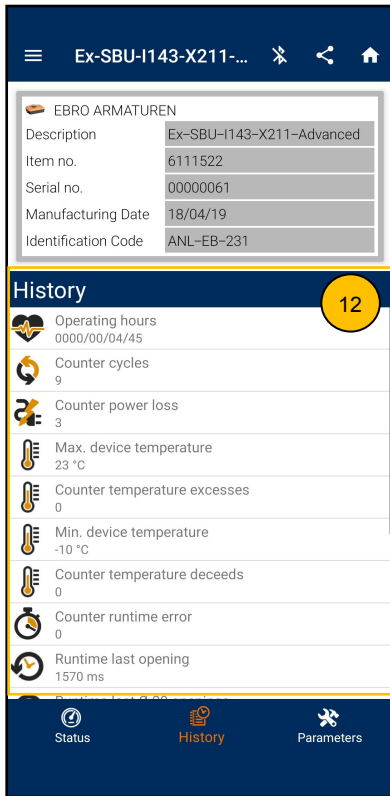 Ex-SBU-I143-X211-...
EBRO ARMATUREN
Description Ex-SBU-I143-X211-Advanced
Item no. 6111522
Serial no. 00000061
Manufacturing Date 18/04/19
Identification Code ANL-EB-231
History
12
Operating hours
0000/00/04/45
Counter cycles
9
Counter power loss
3
Max. device temperature
23 °C
Counter temperature excesses
0
Min. device temperature
-10 °C
Counter temperature deceeds
0
Counter runtime error
0
Runtime last opening
1570 ms
Status History Parameters